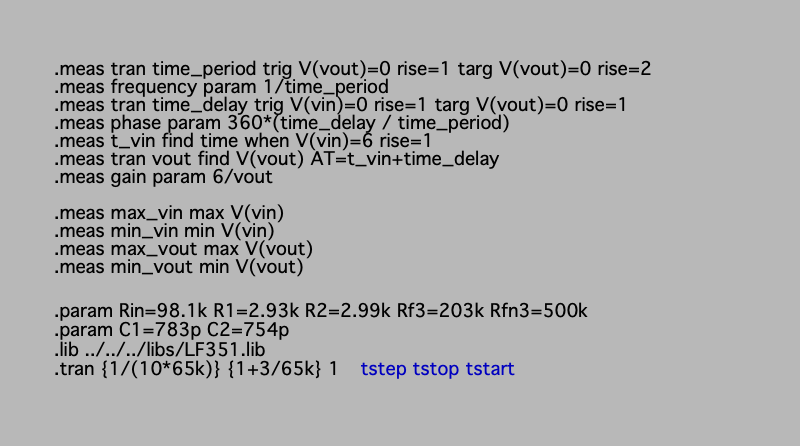 .meas tran time_period trig V(vout)=0 rise=1 targ V(vout)=0 rise=2
.meas frequency param 1/time_period
.meas tran time_delay trig V(vin)=0 rise=1 targ V(vout)=0 rise=1
.meas phase param 360*(time_delay / time_period)
.meas t_vin find time when V(vin)=6 rise=1
.meas tran vout find V(vout) AT=t_vin+time_delay
.meas gain param 6/vout
.meas max_vin max V(vin)
.meas min_vin min V(vin)
.meas max_vout max V(vout)
.meas min_vout min V(vout)
.param Rin=98.1k R1=2.93k R2=2.99k Rf3=203k Rfn3=500k
.param C1=783p C2=754p
.lib ../../../libs/LF351.lib
.tran {1/(10*65k)} {1+3/65k} 1 tstep tstop tstart